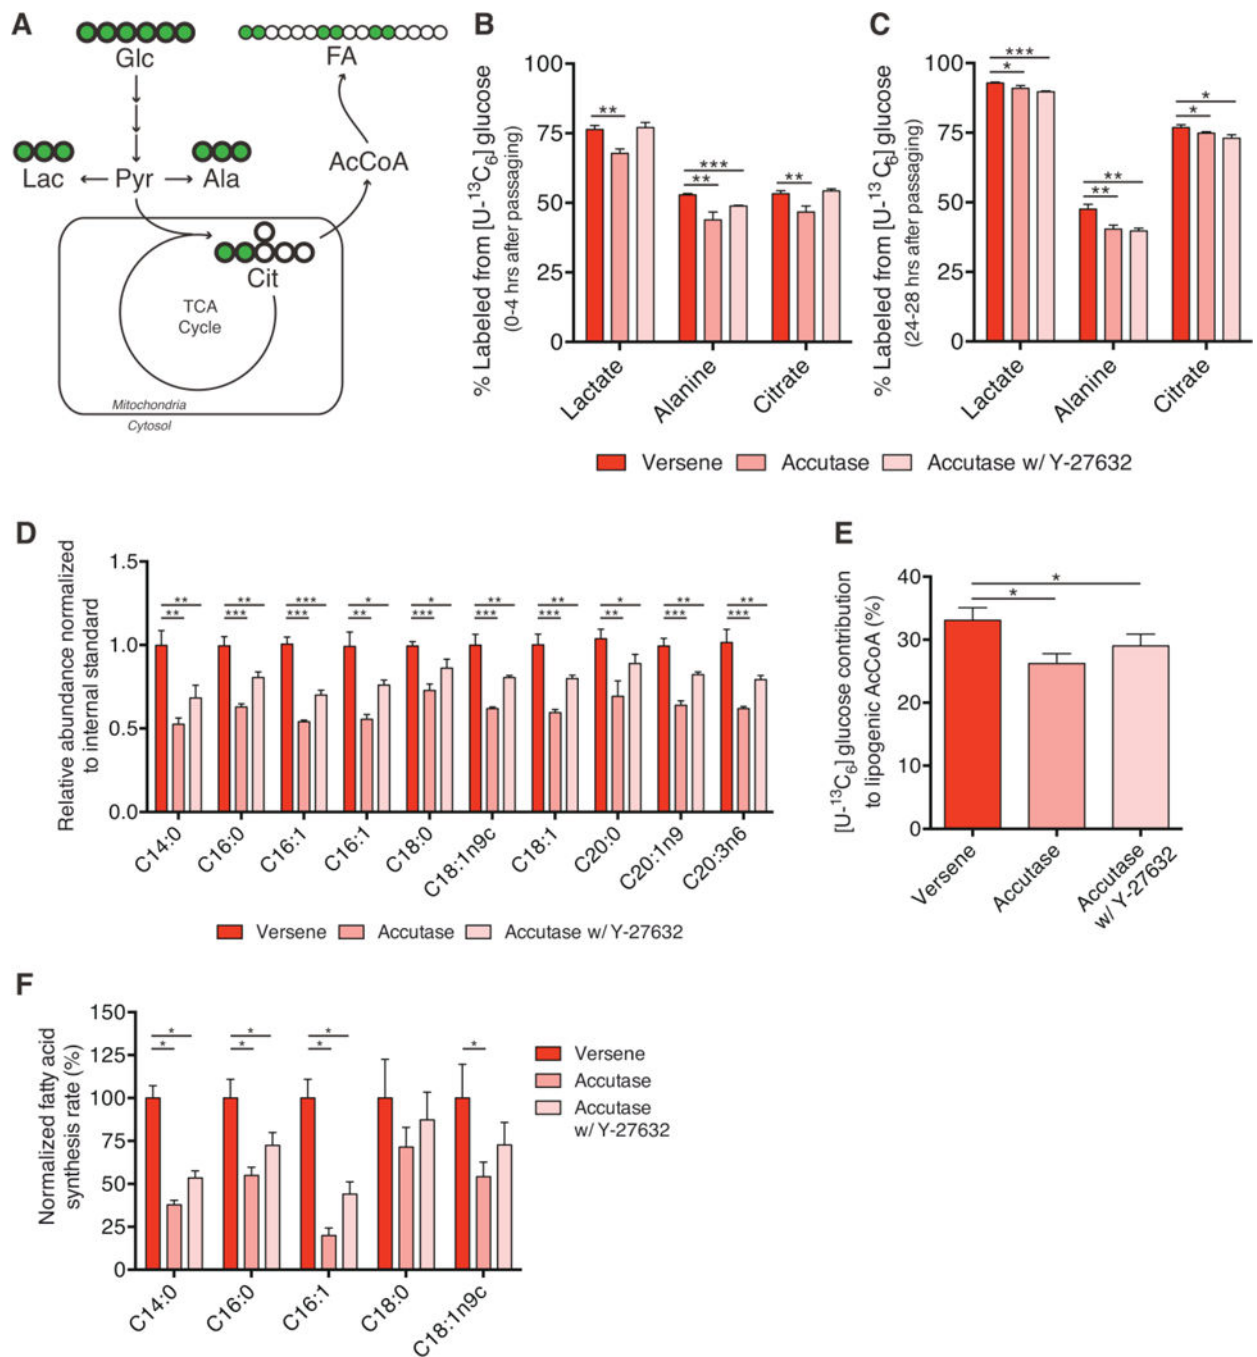 A
Glc
FA
Lac
Pyr
Ala
AcCoA
Cit
TCA
Cycle
Mitochondria
Cytosol
B
% Labeled from [U-¹³C₆] glucose
(0-4 hrs after passaging)
100
75
50
25
0
**
***
**
**
Lactate
Alanine
Citrate
C
% Labeled from [U-¹³C₆] glucose
(24-28 hrs after passaging)
100
75
50
25
0
***
*
**
**
*
*
Lactate
Alanine
Citrate
Versene
Accutase
Accutase w/ Y-27632
D
Relative abundance normalized
to internal standard
1.5
1.0
0.5
0.0
** ** *** * * ** ** * ** **
** *** *** ** *** *** *** ** *** ***
C14:0
C16:0
C16:1
C16:1
C18:0
C18:1n9c
C18:1
C20:0
C20:1n9
C20:3n6
Versene
Accutase
Accutase w/ Y-27632
E
[U-¹³C₆] glucose contribution
to lipogenic AcCoA (%)
40
30
20
10
0
*
*
Versene
Accutase
Accutase
w/ Y-27632
F
Normalized fatty acid
synthesis rate (%)
150
125
100
75
50
25
0
* * *
* * * *
C14:0
C16:0
C16:1
C18:0
C18:1n9c
Versene
Accutase
Accutase
w/ Y-27632